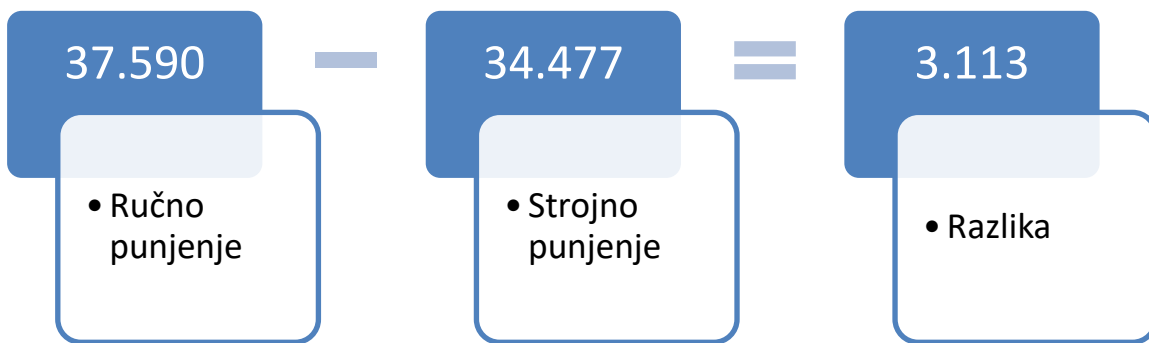 37.590
• Ručno
punjenje
34.477
• Strojno
punjenje
3.113
• Razlika